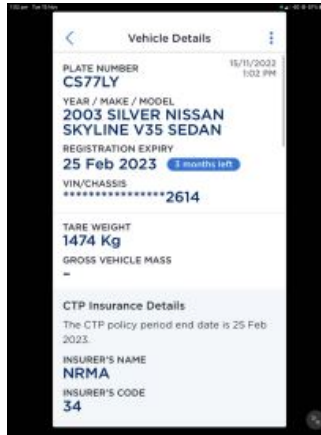 Vehicle Details
PLATE NUMBER
15/11/2022
1:02 PM
CS77LY
YEAR / MAKE / MODEL
2003 SILVER NISSAN
SKYLINE V35 SEDAN
REGISTRATION EXPIRY
25 Feb 2023 3 months left
VIN/CHASSIS
****************2614
TARE WEIGHT
1474 Kg
GROSS VEHICLE MASS
–
CTP Insurance Details
The CTP policy period end date is 25 Feb
2023.
INSURER'S NAME
NRMA
INSURER'S CODE
34